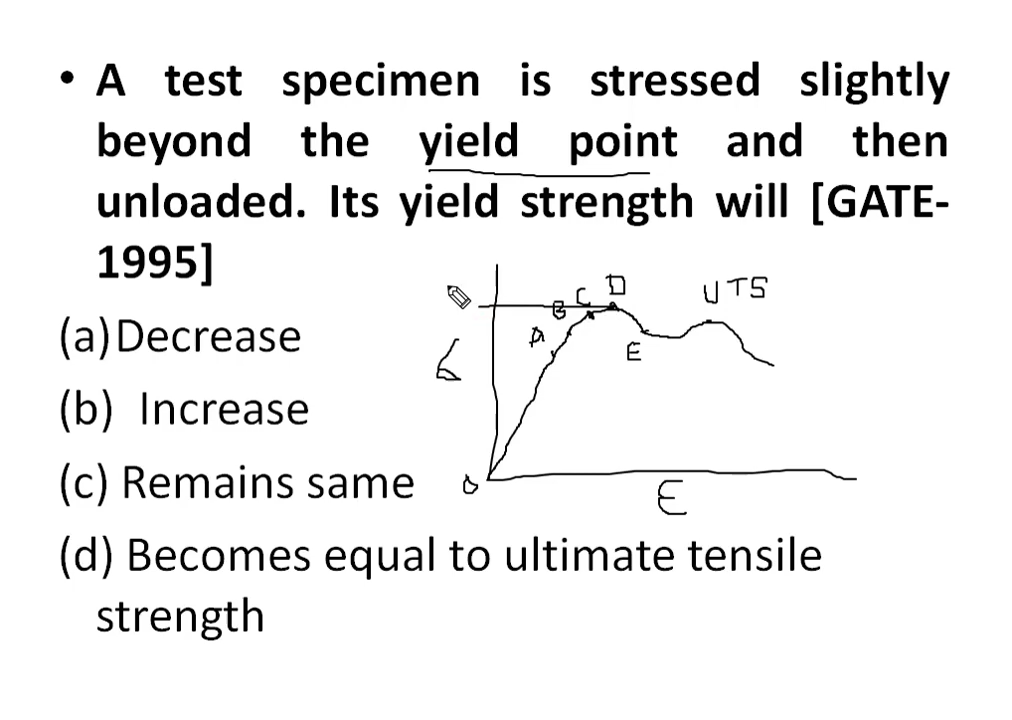 • A test specimen is stressed slightly
beyond the yield point and then
unloaded. Its yield strength will [GATE-
1995]
(a) Decrease
(b) Increase
(c) Remains same
(d) Becomes equal to ultimate tensile
strength
A B C D UTS
E
O
ε